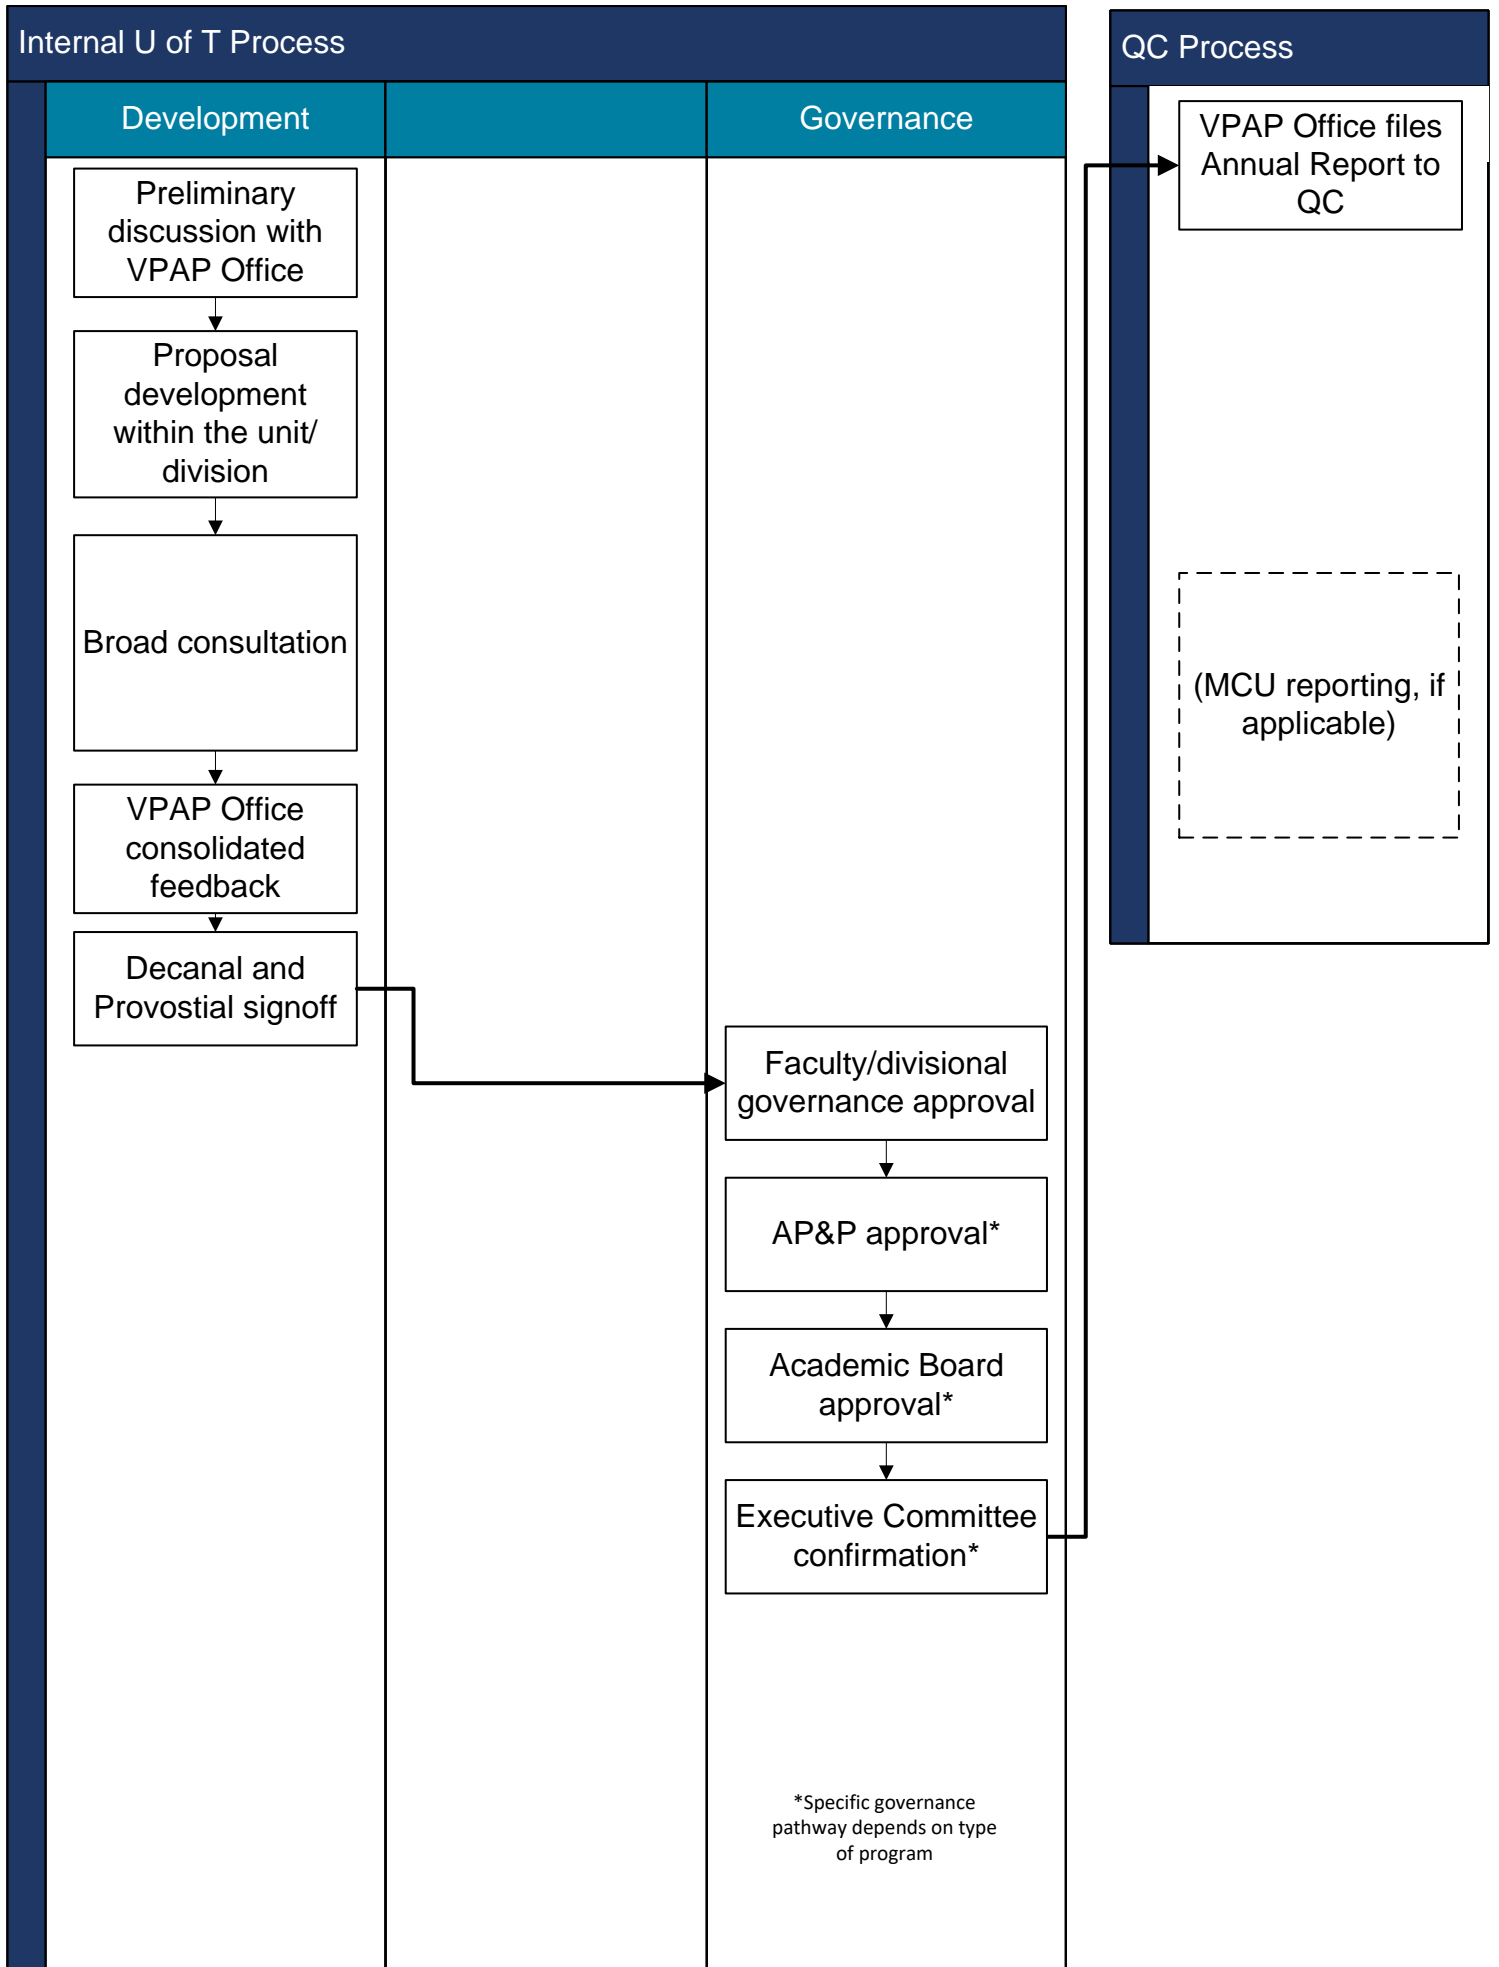 Internal U of T Process
Development
Governance
Preliminary
discussion with
VPAP Office
Proposal
development
within the unit/
division
Broad consultation
VPAP Office
consolidated
feedback
Decanal and
Provostial signoff
Faculty/divisional
governance approval
AP&P approval*
Academic Board
approval*
Executive Committee
confirmation*
*Specific governance
pathway depends on type
of program
QC Process
VPAP Office files
Annual Report to
QC
(MCU reporting, if
applicable)